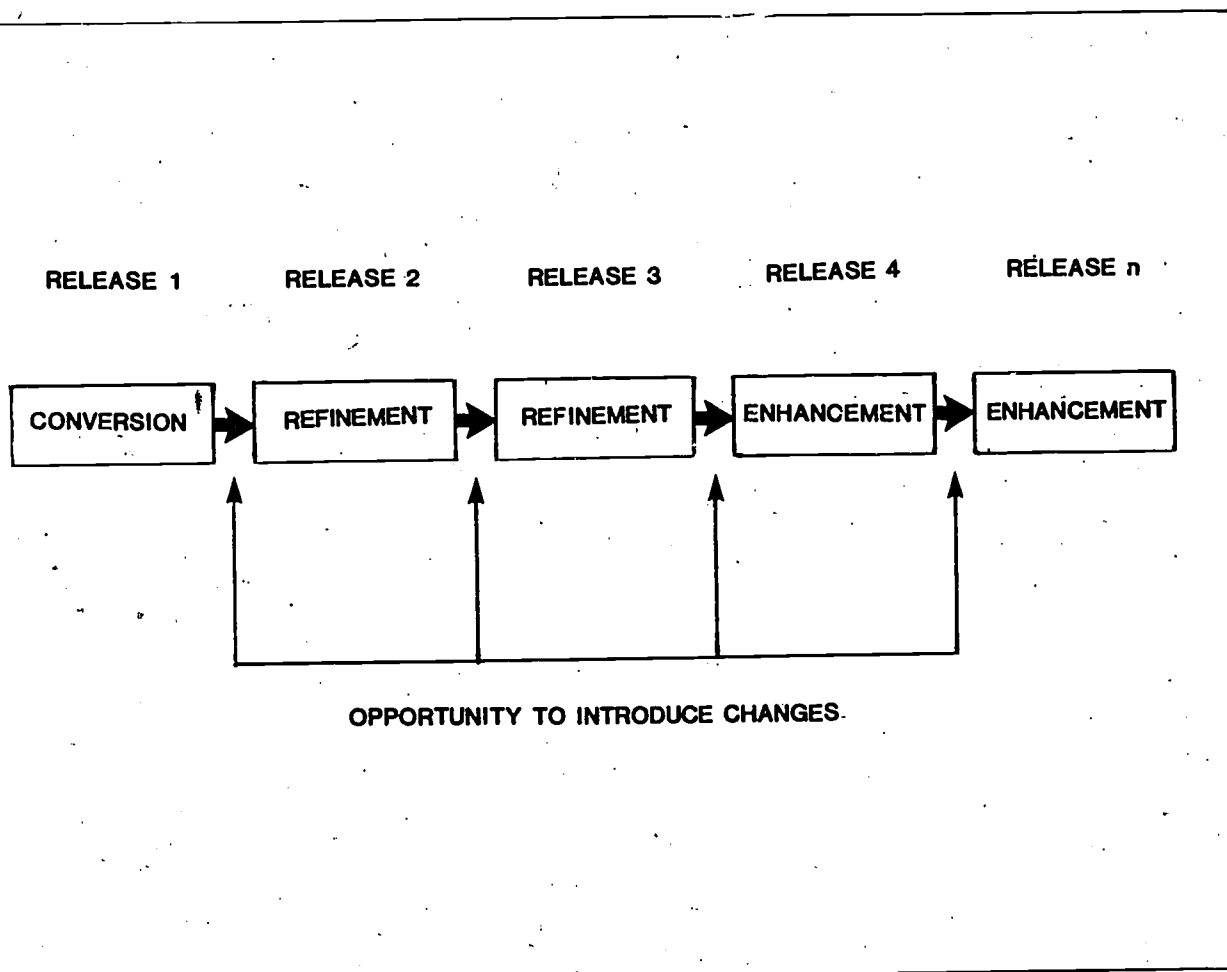 RELEASE 1 RELEASE 2 RELEASE 3 RELEASE 4 RELEASE n
CONVERSION REFINEMENT REFINEMENT ENHANCEMENT ENHANCEMENT
OPPORTUNITY TO INTRODUCE CHANGES